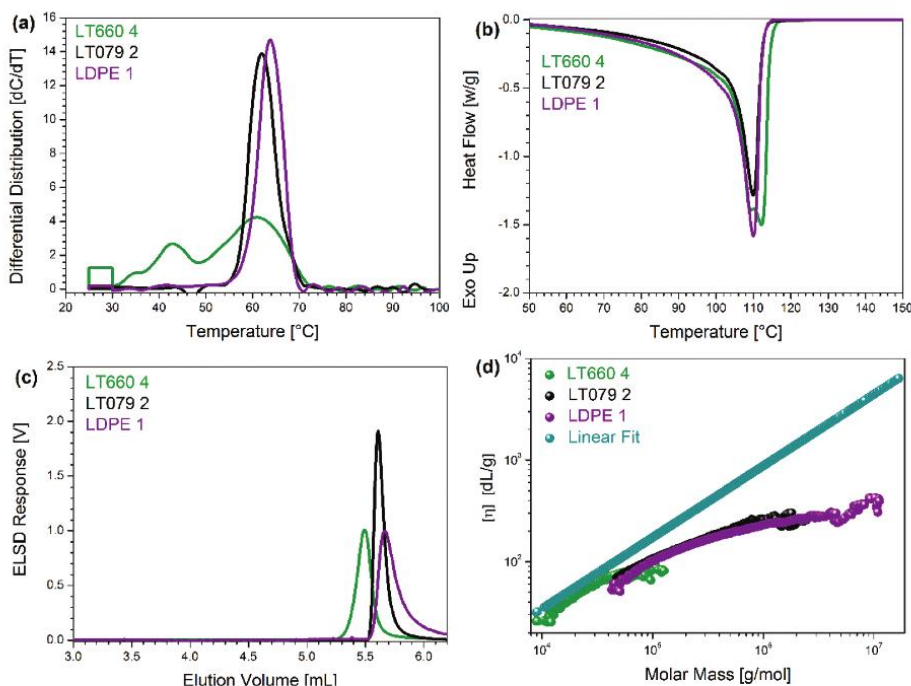 (a)
LT660 4
LT079 2
LDPE 1
Differential Distribution [dC/dT]
16
14
12
10
8
6
4
2
0
20 30 40 50 60 70 80 90 100
Temperature [°C]
(b)
LT660 4
LT079 2
LDPE 1
Heat Flow [w/g]
Exo Up
0.0
-0.5
-1.0
-1.5
-2.0
50 60 70 80 90 100 110 120 130 140 150
Temperature [°C]
(c)
LT660 4
LT079 2
LDPE 1
ELSD Response [V]
2.5
2.0
1.5
1.0
0.5
0.0
3.0 3.5 4.0 4.5 5.0 5.5 6.0
Elution Volume [mL]
(d)
LT660 4
LT079 2
LDPE 1
Linear Fit
[η] [dL/g]
10⁴
10³
10²
10⁴ 10⁵ 10⁶ 10⁷
Molar Mass [g/mol]